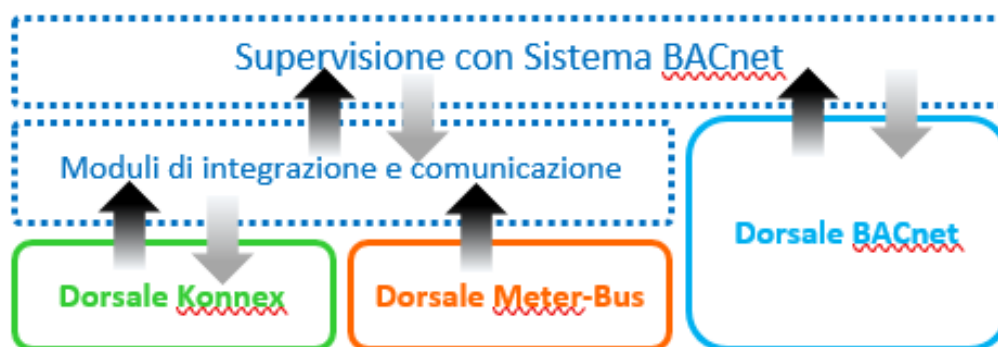 Supervisione con Sistema BACnet
Moduli di integrazione e comunicazione
Dorsale BACnet
Dorsale Konnex
Dorsale Meter-Bus